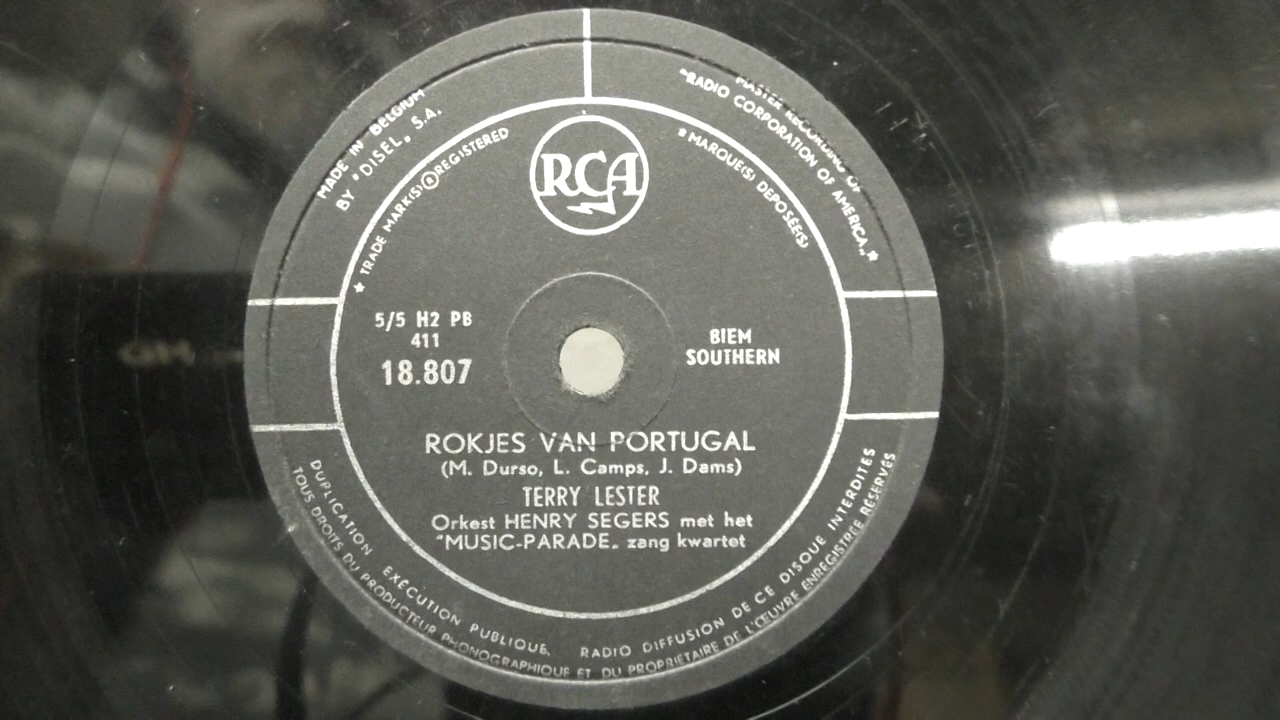 MADE IN BELGIUM
BY "DISEL„ S.A.
MASTER RECORDING OF
"RADIO CORPORATION OF AMERICA„*
* TRADE MARK(S) ® REGISTERED
* MARQUE(S) DEPOSÉE(S)
RCA
5/5 H2 PB
411
18.807
BIEM
SOUTHERN
ROKJES VAN PORTUGAL
(M. Durso, L. Camps, J. Dams)
TERRY LESTER
Orkest HENRY SEGERS met het
"MUSIC-PARADE„ zang kwartet
DUPLICATION EXÉCUTION PUBLIQUE, RADIO DIFFUSION DE CE DISQUE INTERDITES
TOUS DROITS DU PRODUCTEUR PHONOGRAPHIQUE ET DU PROPRIÉTAIRE DE L'ŒUVRE ENREGISTRÉE RÉSERVÉS